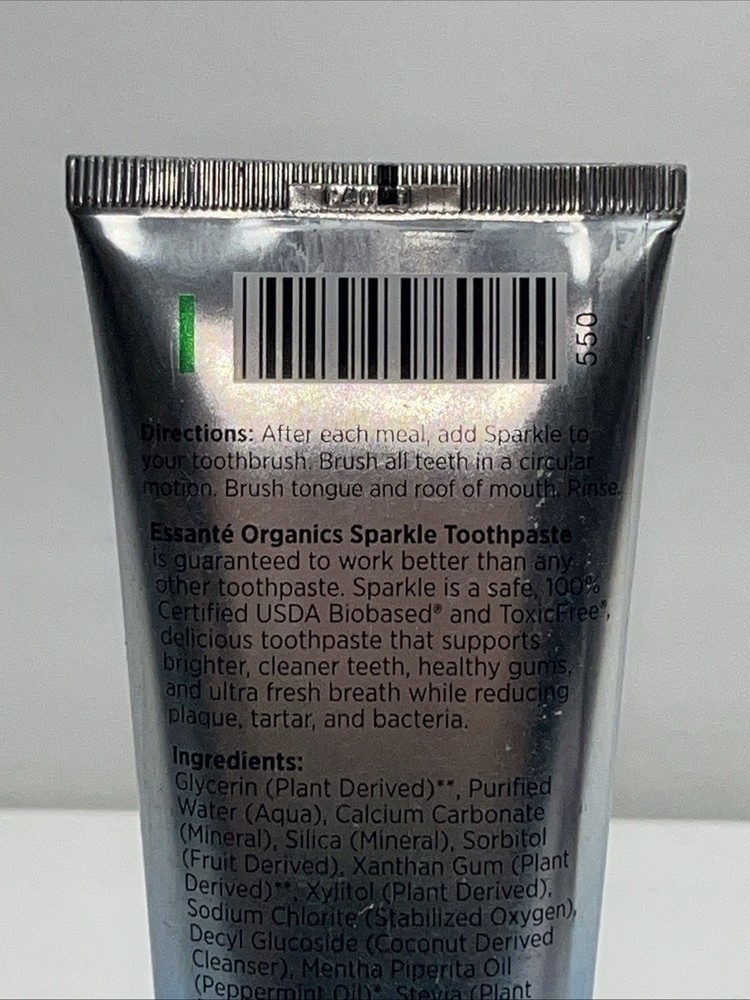 550
Directions: After each meal, add Sparkle to
your toothbrush. Brush all teeth in a circular
motion. Brush tongue and roof of mouth. Rinse.
Essanté Organics Sparkle Toothpaste
is guaranteed to work better than any
other toothpaste. Sparkle is a safe, 100%
Certified USDA Biobased® and ToxicFree®,
delicious toothpaste that supports
brighter, cleaner teeth, healthy gums,
and ultra fresh breath while reducing
plaque, tartar, and bacteria.
Ingredients:
Glycerin (Plant Derived)**, Purified
Water (Aqua), Calcium Carbonate
(Mineral), Silica (Mineral), Sorbitol
(Fruit Derived), Xanthan Gum (Plant
Derived)**, Xylitol (Plant Derived),
Sodium Chlorite (Stabilized Oxygen),
Decyl Glucoside (Coconut Derived
Cleanser), Mentha Piperita Oil
(Peppermint Oil)*, Stevia (Plant